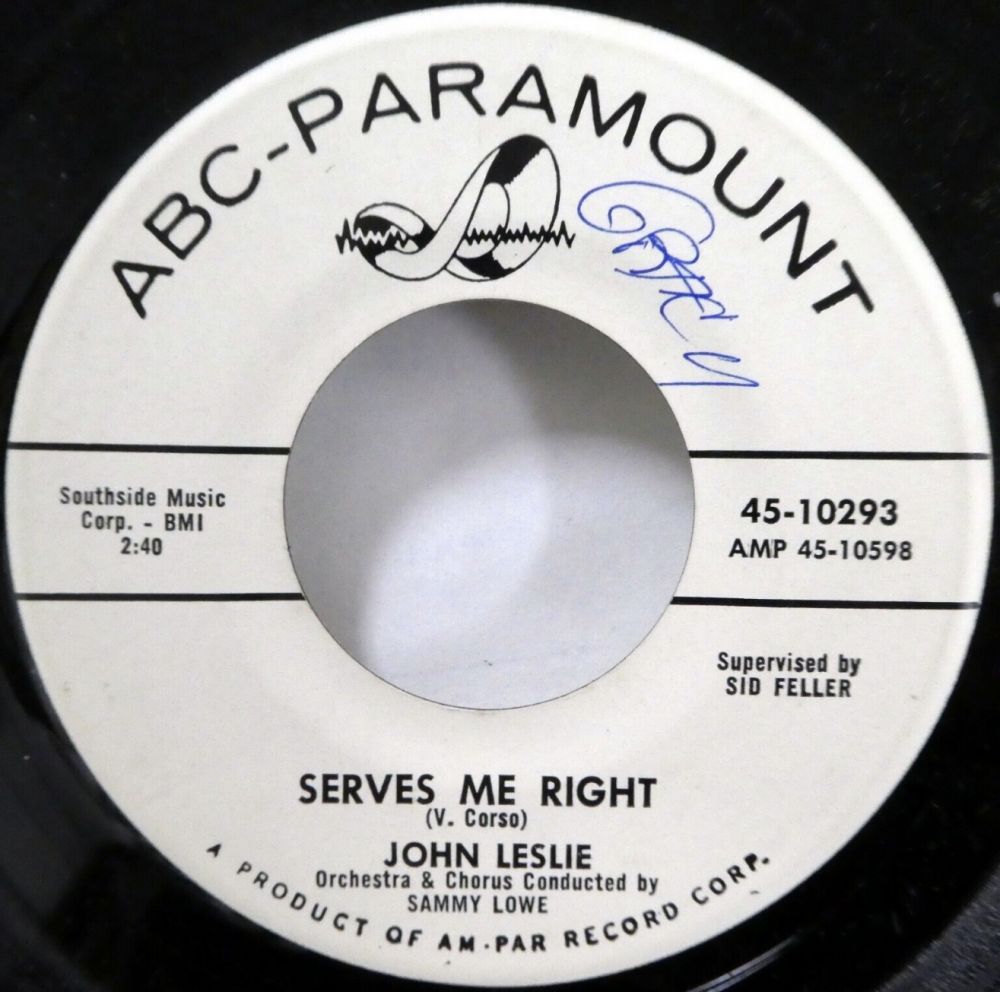 ABC-PARAMOUNT
GRACY
Southside Music
Corp. - BMI
2:40
45-10293
AMP 45-10598
Supervised by
SID FELLER
SERVES ME RIGHT
(V. Corso)
JOHN LESLIE
Orchestra & Chorus Conducted by
SAMMY LOWE
A PRODUCT OF AM-PAR RECORD CORP.